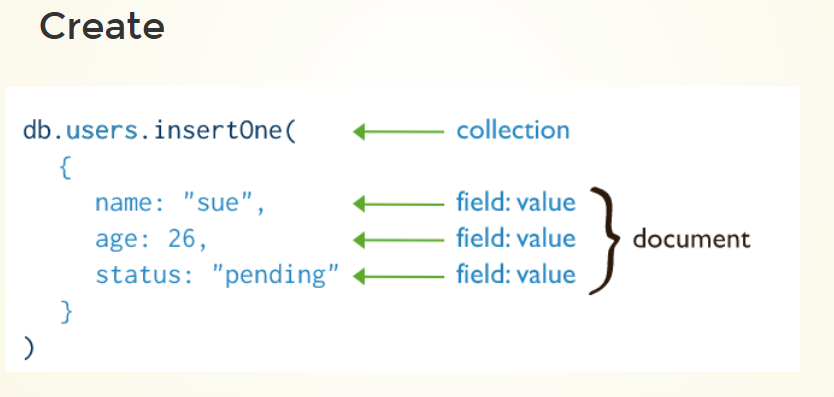 Create
db.users.insertOne( collection
{
name: "sue", field: value
age: 26, field: value document
status: "pending" field: value
}
)